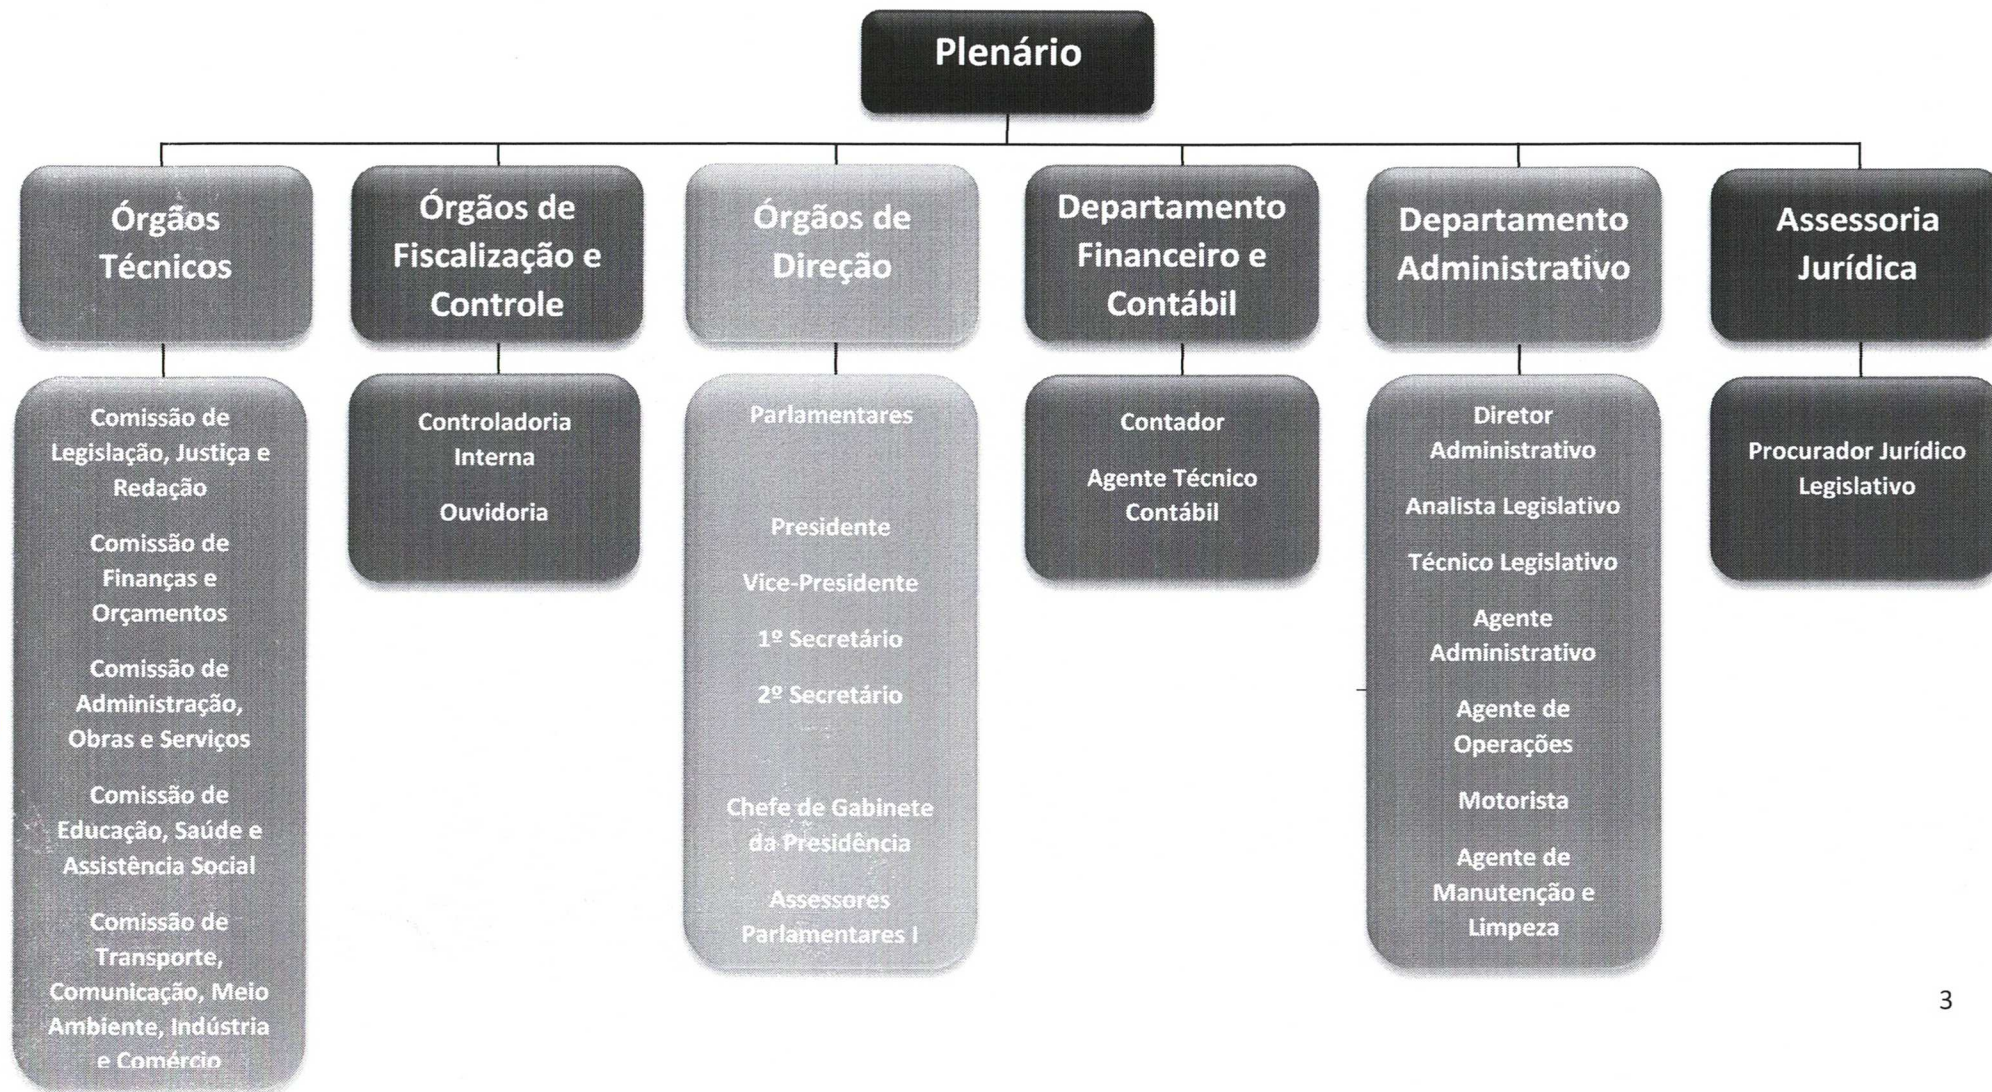 Plenário
Órgãos
Técnicos
Órgãos de
Fiscalização e
Controle
Órgãos de
Direção
Departamento
Financeiro e
Contábil
Departamento
Administrativo
Assessoria
Jurídica
Comissão de
Legislação, Justiça e
Redação
Comissão de
Finanças e
Orçamentos
Comissão de
Administração,
Obras e Serviços
Comissão de
Educação, Saúde e
Assistência Social
Comissão de
Transporte,
Comunicação, Meio
Ambiente, Indústria
e Comércio
Controladoria
Interna
Ouvidoria
Parlamentares
Presidente
Vice-Presidente
1º Secretário
2º Secretário
Chefe de Gabinete
da Presidência
Assessores
Parlamentares I
Contador
Agente Técnico
Contábil
Diretor
Administrativo
Analista Legislativo
Técnico Legislativo
Agente
Administrativo
Agente de
Operações
Motorista
Agente de
Manutenção e
Limpeza
Procurador Jurídico
Legislativo
3